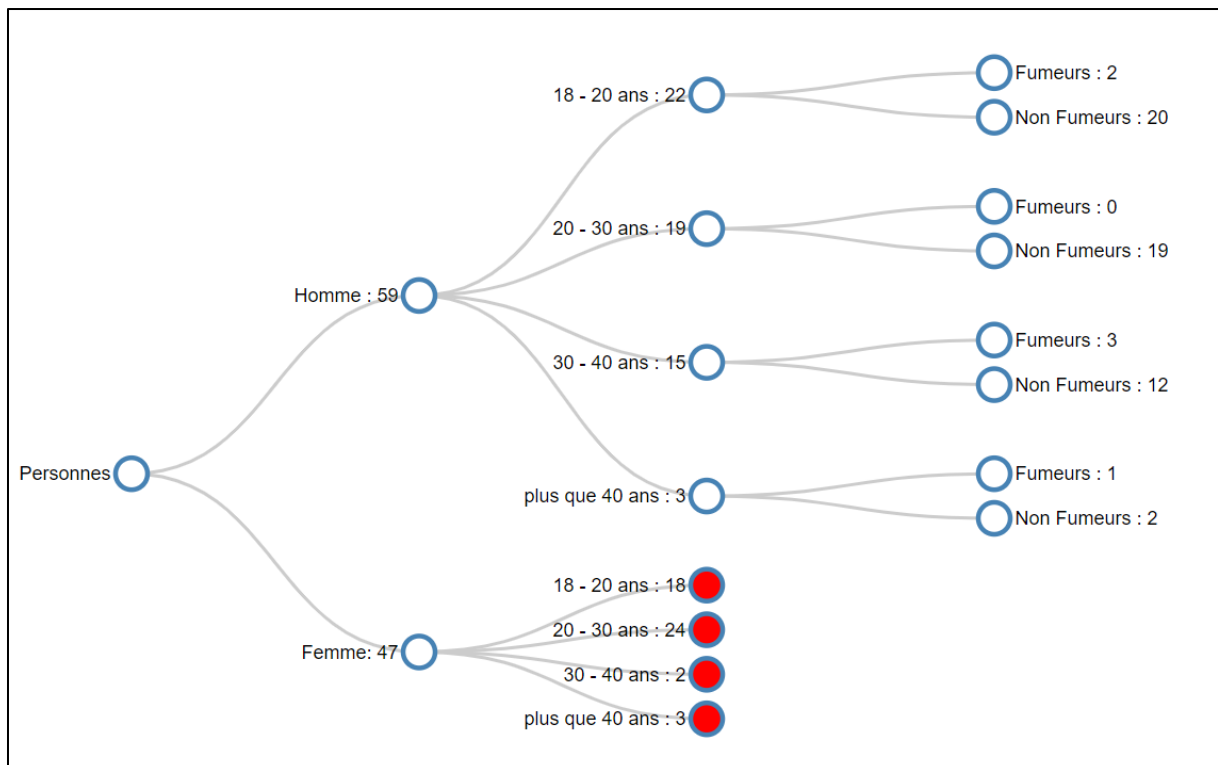 Fumeurs : 2
18 - 20 ans : 22
Non Fumeurs : 20
Fumeurs : 0
20 - 30 ans : 19
Non Fumeurs : 19
Homme : 59
Fumeurs : 3
30 - 40 ans : 15
Non Fumeurs : 12
Personnes
Fumeurs : 1
plus que 40 ans : 3
Non Fumeurs : 2
18 - 20 ans : 18
20 - 30 ans : 24
Femme: 47
30 - 40 ans : 2
plus que 40 ans : 3